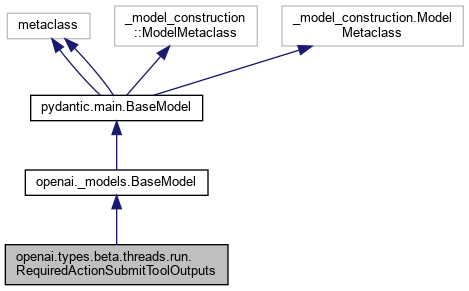 metaclass
_model_construction
::ModelMetaclass
_model_construction.Model
Metaclass
pydantic.main.BaseModel
openai._models.BaseModel
openai.types.beta.threads.run.
RequiredActionSubmitToolOutputs